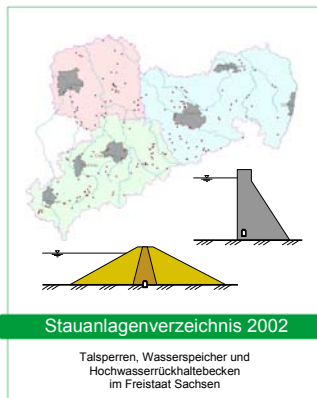 Stauanlagenverzeichnis 2002
Talsperren, Wasserspeicher und
Hochwasserrückhaltebecken
im Freistaat Sachsen